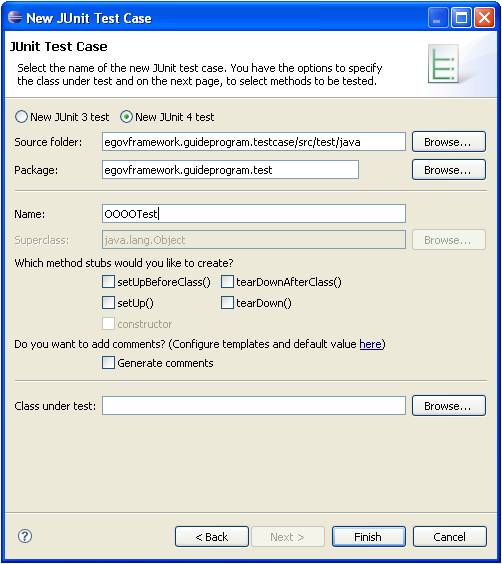 New JUnit Test Case
JUnit Test Case
Select the name of the new JUnit test case. You have the options to specify
the class under test and on the next page, to select methods to be tested.
New JUnit 3 test New JUnit 4 test
Source folder: egovframework.guideprogram.testcase/src/test/java Browse...
Package: egovframework.guideprogram.test Browse...
Name: OOOOTest
Superclass: java.lang.Object Browse...
Which method stubs would you like to create?
setUpBeforeClass() tearDownAfterClass()
setUp() tearDown()
constructor
Do you want to add comments? (Configure templates and default value here)
Generate comments
Class under test: Browse...
? < Back Next > Finish Cancel